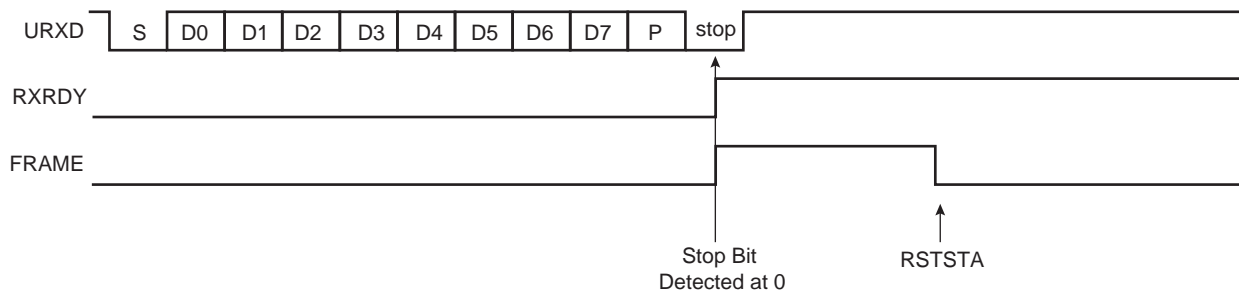 URXD S D0 D1 D2 D3 D4 D5 D6 D7 P stop
RXRDY
FRAME
Stop Bit
Detected at 0
RSTSTA